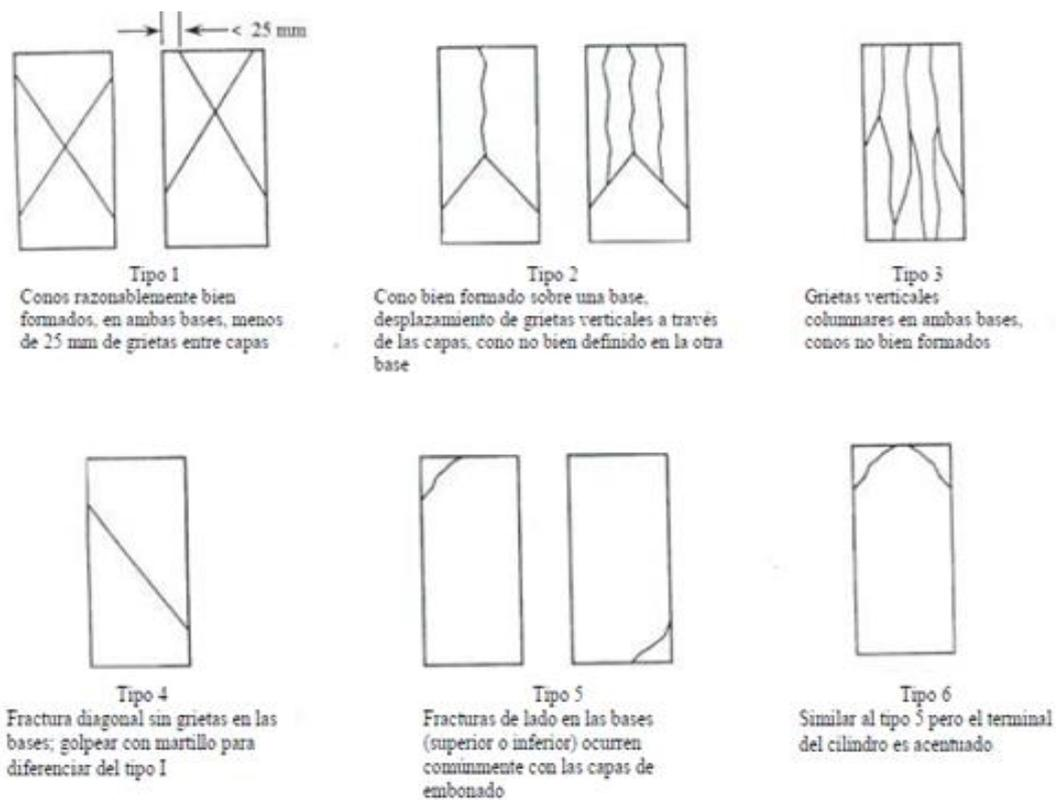 < 25 mm
Tipo 1
Conos razonablemente bien
formados, en ambas bases, menos
de 25 mm de grietas entre capas
Tipo 2
Cono bien formado sobre una base,
desplazamiento de grietas verticales a través
de las capas, cono no bien definido en la otra
base
Tipo 3
Grietas verticales
columnares en ambas bases,
conos no bien formados
Tipo 4
Fractura diagonal sin grietas en las
bases; golpear con martillo para
diferenciar del tipo I
Tipo 5
Fracturas de lado en las bases
(superior o inferior) ocurren
comúnmente con las capas de
embonado
Tipo 6
Similar al tipo 5 pero el terminal
del cilindro es acentuado